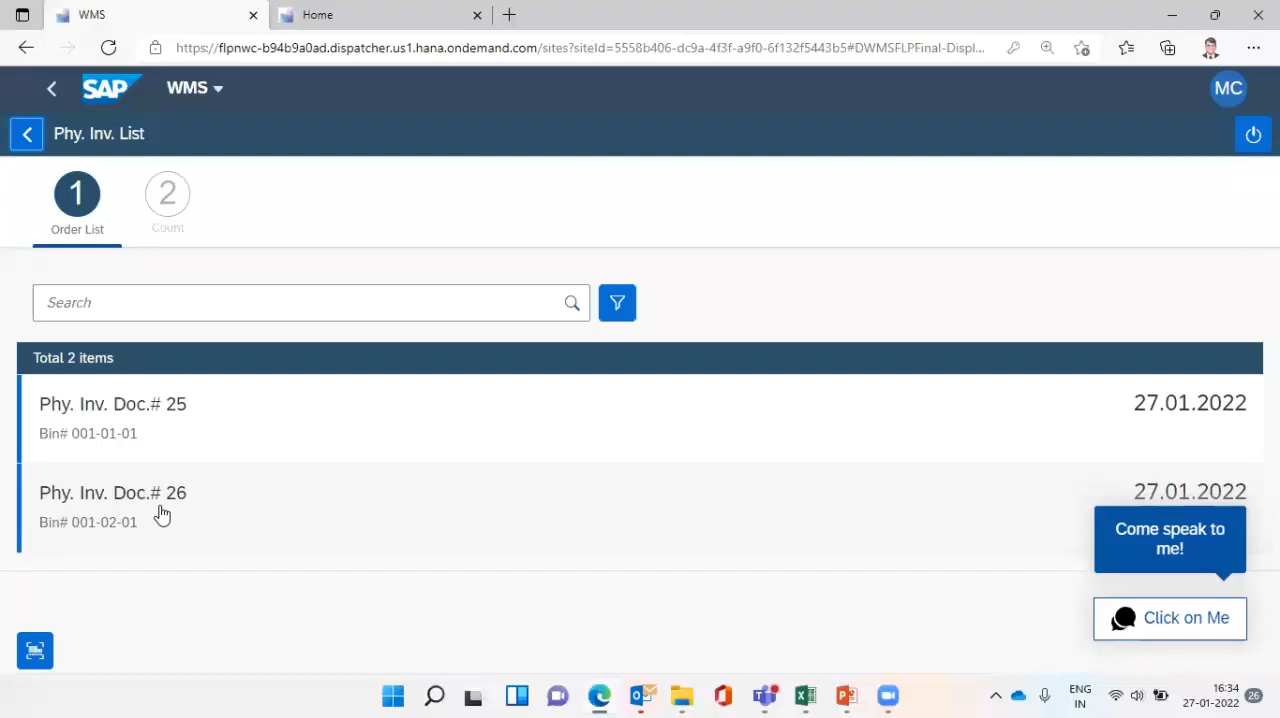 WMS
Home
https://flpnwc-b94b9a0ad.dispatcher.us1.hana.ondemand.com/sites?siteId=5558b406-dc9a-4f3f-a9f0-6f132f5443b5#DWMSFLPFinal-Displ...
SAP
WMS
MC
Phy. Inv. List
1
2
Order List
Count
Search
Total 2 items
Phy. Inv. Doc.# 25
27.01.2022
Bin# 001-01-01
Phy. Inv. Doc.# 26
27.01.2022
Bin# 001-02-01
Come speak to
me!
Click on Me
ENG
IN
16:34
27-01-2022
26